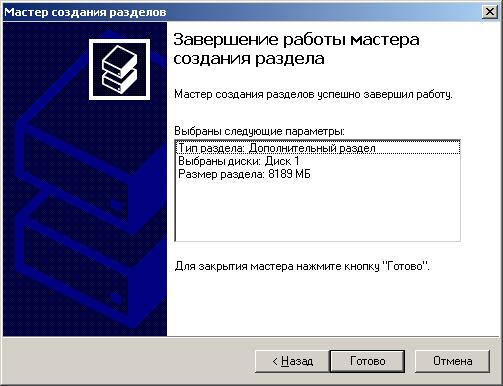 Мастер создания разделов
Завершение работы мастера
создания раздела
Мастер создания разделов успешно завершил работу.
Выбраны следующие параметры:
Тип раздела: Дополнительный раздел
Выбраны диски: Диск 1
Размер раздела: 8189 МБ
Для закрытия мастера нажмите кнопку "Готово".
< Назад
Готово
Отмена